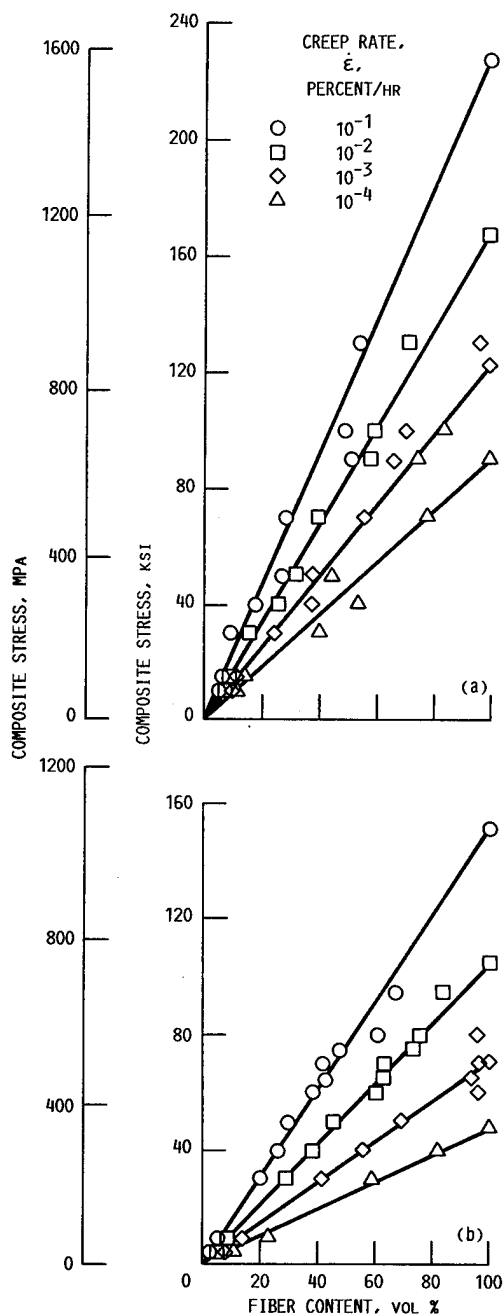 1600
1200
800
400
0
COMPOSITE STRESS, MPA
240
200
160
120
80
40
0
COMPOSITE STRESS, KSI
CREEP RATE,
ε̇,
PERCENT/HR
10⁻¹
10⁻²
10⁻³
10⁻⁴
(a)
1200
800
400
0
160
120
80
40
0
(b)
20 40 60 80 100
FIBER CONTENT, VOL %